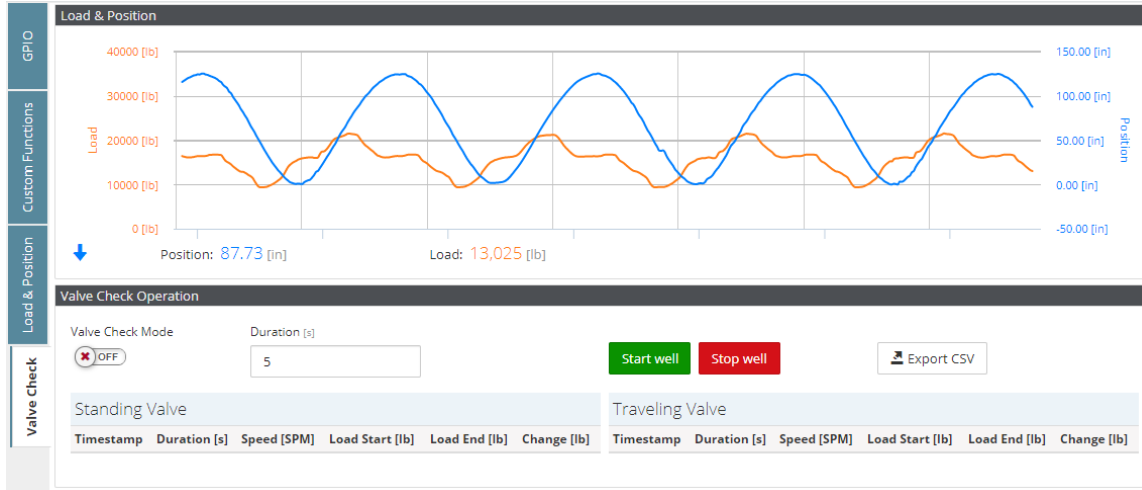 GPIO
Custom Functions
Load & Position
Valve Check
Load & Position
40000 [lb]
30000 [lb]
20000 [lb]
10000 [lb]
0 [lb]
Load
150.00 [in]
100.00 [in]
50.00 [in]
0.00 [in]
-50.00 [in]
Position
Position: 87.73 [in] Load: 13,025 [lb]
Valve Check Operation
Valve Check Mode Duration [s]
OFF 5 Start well Stop well Export CSV
Standing Valve Traveling Valve
Timestamp Duration [s] Speed [SPM] Load Start [lb] Load End [lb] Change [lb] Timestamp Duration [s] Speed [SPM] Load Start [lb] Load End [lb] Change [lb]